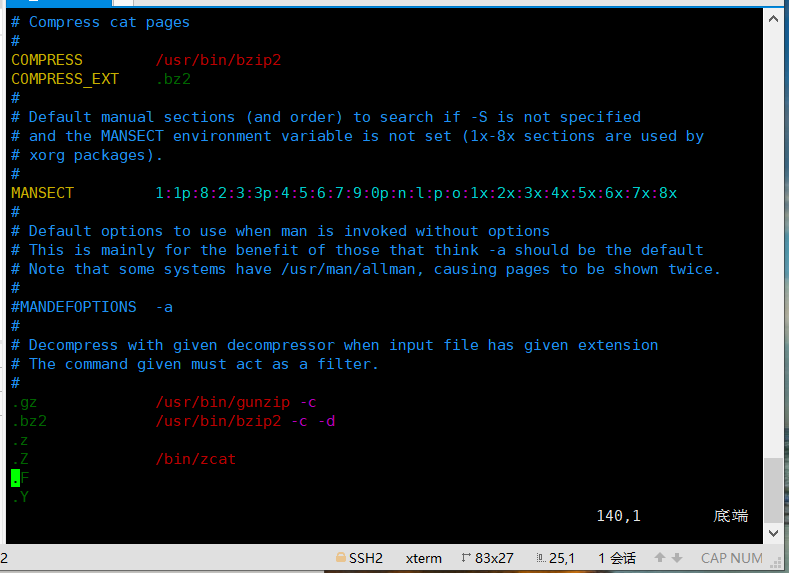 # Compress cat pages
#
COMPRESS /usr/bin/bzip2
COMPRESS_EXT .bz2
#
# Default manual sections (and order) to search if -S is not specified
# and the MANSECT environment variable is not set (1x-8x sections are used by
# xorg packages).
#
MANSECT 1:1p:8:2:3:3p:4:5:6:7:9:0p:n:l:p:o:1x:2x:3x:4x:5x:6x:7x:8x
#
# Default options to use when man is invoked without options
# This is mainly for the benefit of those that think -a should be the default
# Note that some systems have /usr/man/allman, causing pages to be shown twice.
#
#MANDEFOPTIONS -a
#
# Decompress with given decompressor when input file has given extension
# The command given must act as a filter.
#
.gz /usr/bin/gunzip -c
.bz2 /usr/bin/bzip2 -c -d
.z
.Z /bin/zcat
.F
.Y
140,1 底端
2 SSH2 xterm 83x27 25,1 1 会话 CAP NUM